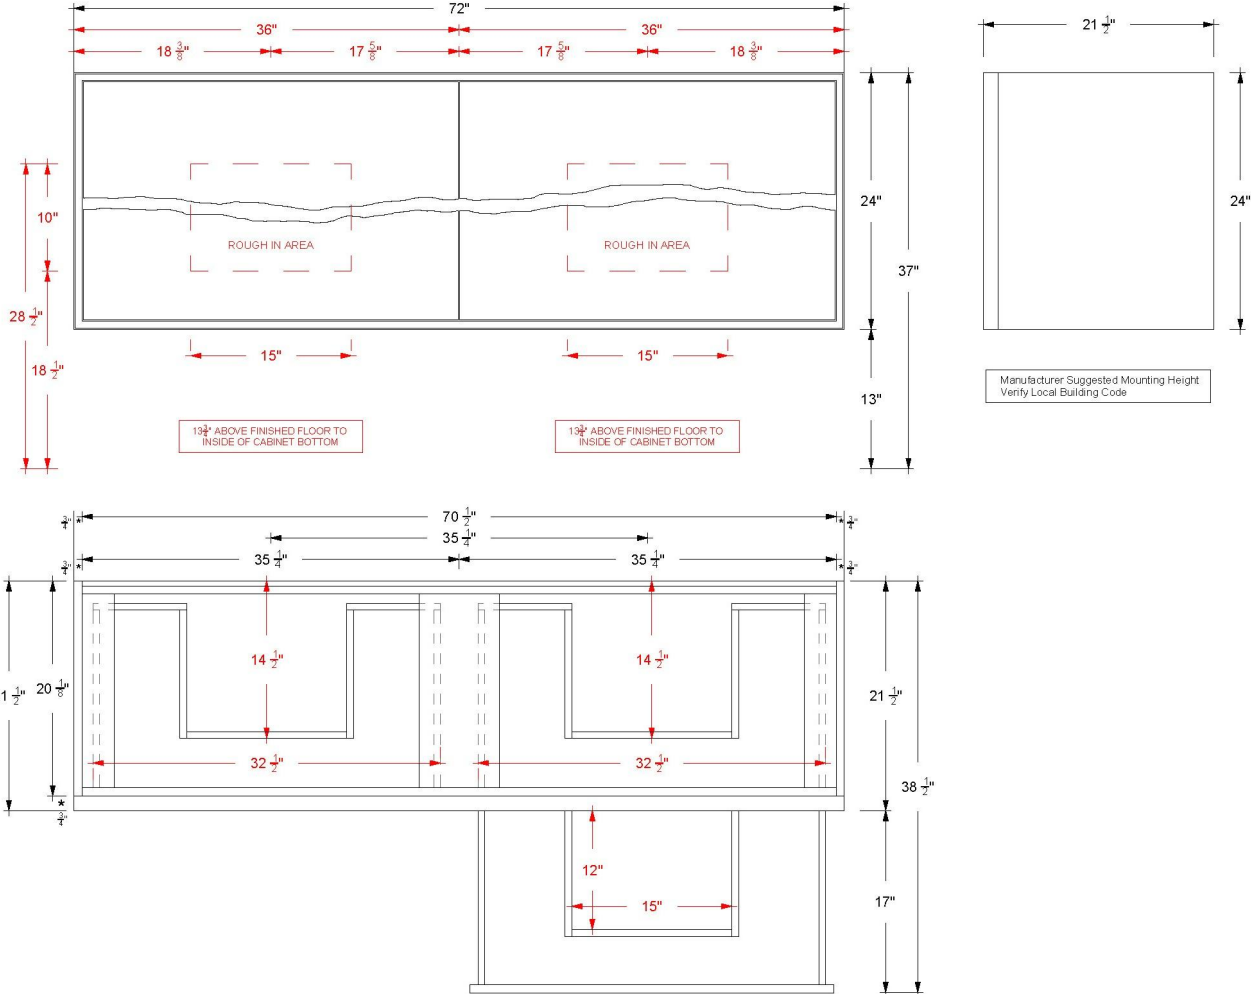 72"
36" 36"
18 3/8" 17 5/8" 17 5/8" 18 3/8"
21 1/2"
10"
28 1/2"
18 1/2"
ROUGH IN AREA
ROUGH IN AREA
24"
37"
24"
15"
15"
13"
Manufacturer Suggested Mounting Height
Verify Local Building Code
13 3/4" ABOVE FINISHED FLOOR TO
INSIDE OF CABINET BOTTOM
13 3/4" ABOVE FINISHED FLOOR TO
INSIDE OF CABINET BOTTOM
3/4" * 70 1/2" * 3/4"
35 1/4"
3/4" * 35 1/4" 35 1/4" * 3/4"
14 1/2" 14 1/2"
1 1/2" 20 1/8" 21 1/2"
32 1/2" 32 1/2"
38 1/2"
*
3/4"
12"
15"
17"